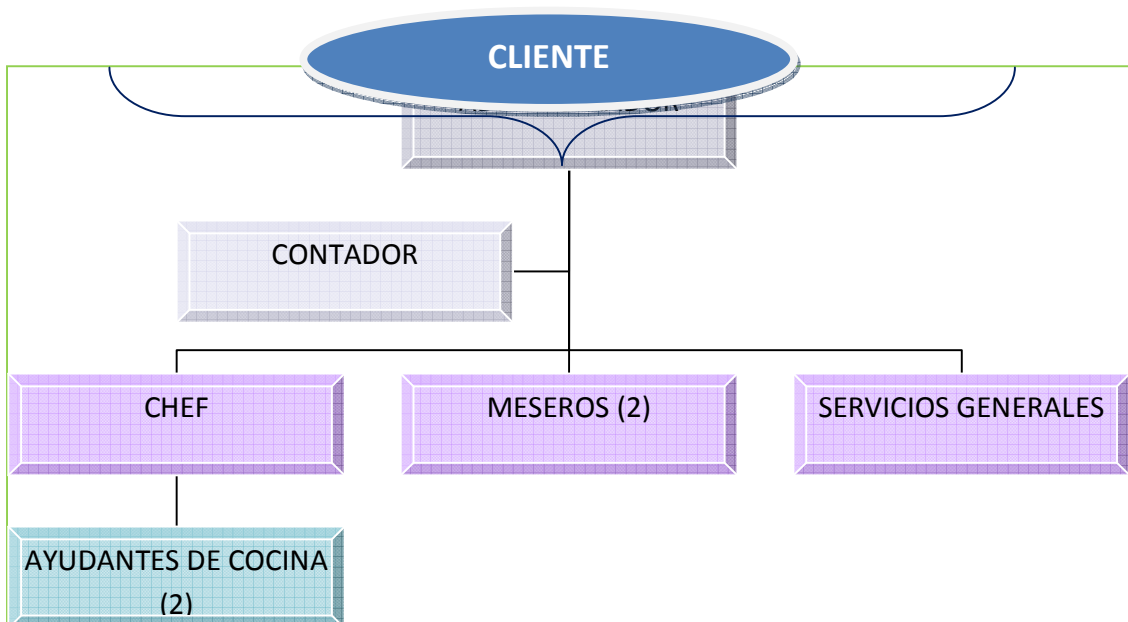 CLIENTE
CONTADOR
CHEF
MESEROS (2)
SERVICIOS GENERALES
AYUDANTES DE COCINA
(2)